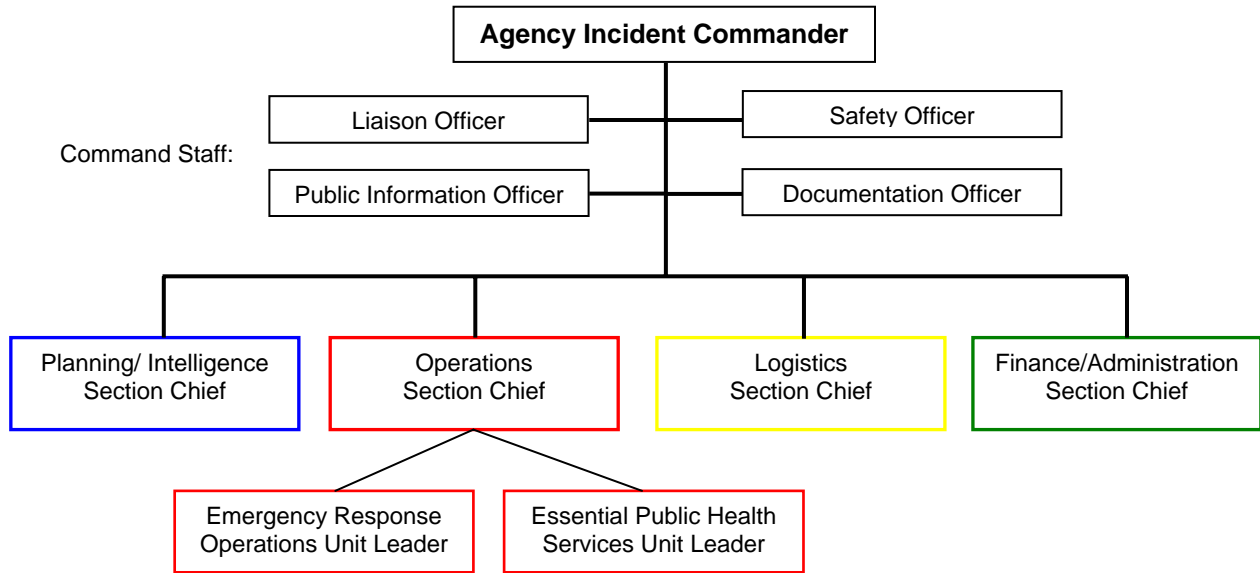 Agency Incident Commander
Liaison Officer
Safety Officer
Command Staff:
Public Information Officer
Documentation Officer
Planning/ Intelligence
Section Chief
Operations
Section Chief
Logistics
Section Chief
Finance/Administration
Section Chief
Emergency Response
Operations Unit Leader
Essential Public Health
Services Unit Leader